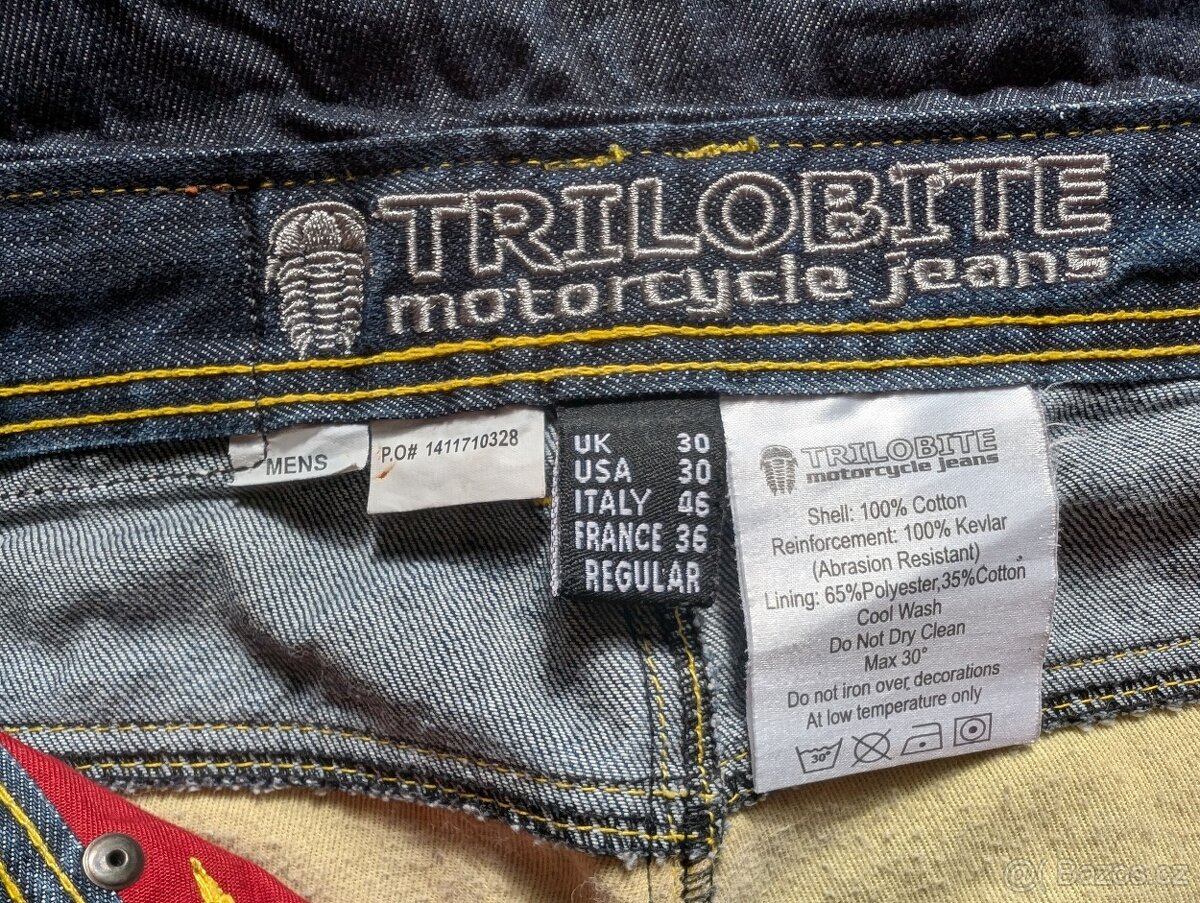 TRILOBITE
motorcycle jeans
MENS
P.O# 1411710328
UK 30
USA 30
ITALY 46
FRANCE 36
REGULAR
TRILOBITE
motorcycle jeans
Shell: 100% Cotton
Reinforcement: 100% Kevlar
(Abrasion Resistant)
Lining: 65%Polyester,35%Cotton
Cool Wash
Do Not Dry Clean
Max 30°
Do not iron over decorations
At low temperature only
30°
Bazos.cz